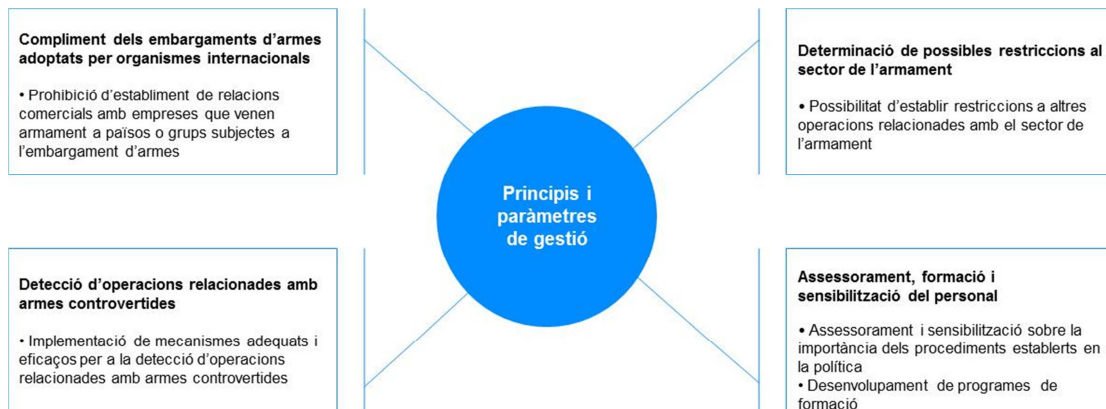 Compliment dels embargaments d’armes
adoptats per organismes internacionals
• Prohibició d’establiment de relacions
comercials amb empreses que venen
armament a països o grups subjectes a
l’embargament d’armes
Determinació de possibles restriccions al
sector de l’armament
• Possibilitat d’establir restriccions a altres
operacions relacionades amb el sector de
l’armament
Principis i
paràmetres
de gestió
Detecció d’operacions relacionades amb
armes controvertides
• Implementació de mecanismes adequats i
eficaços per a la detecció d’operacions
relacionades amb armes controvertides
Assessorament, formació i
sensibilització del personal
• Assessorament i sensibilització sobre la
importància dels procediments establerts en
la política
• Desenvolupament de programes de
formació